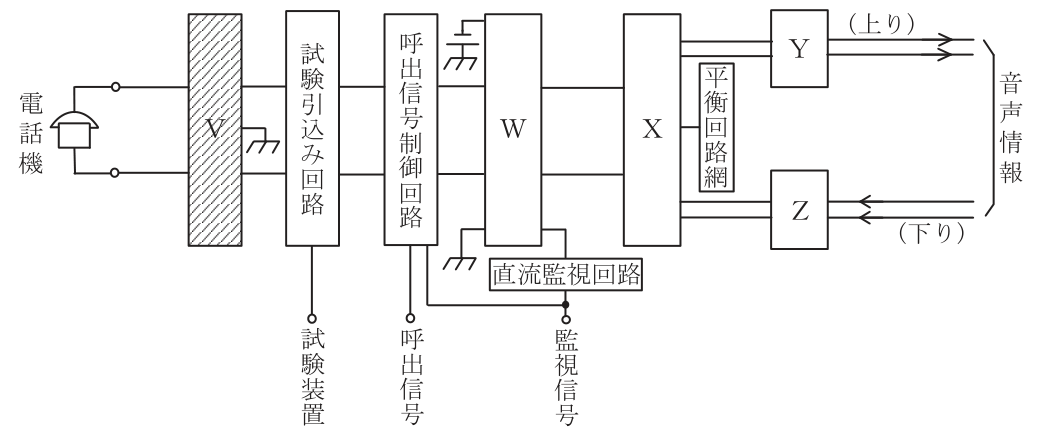 電話機
V
試験引込み回路
呼出信号制御回路
W
X
平衡回路網
Y
Z
(上り)
(下り)
音声情報
直流監視回路
試験装置
呼出信号
監視信号